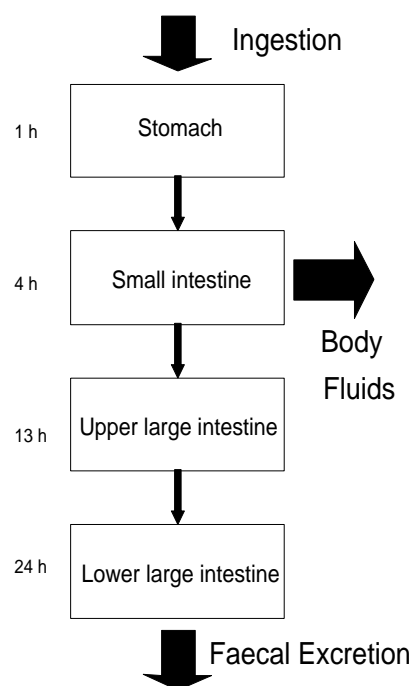 Ingestion
Stomach
1 h
Small intestine
4 h
Body
Fluids
Upper large intestine
13 h
Lower large intestine
24 h
Faecal Excretion